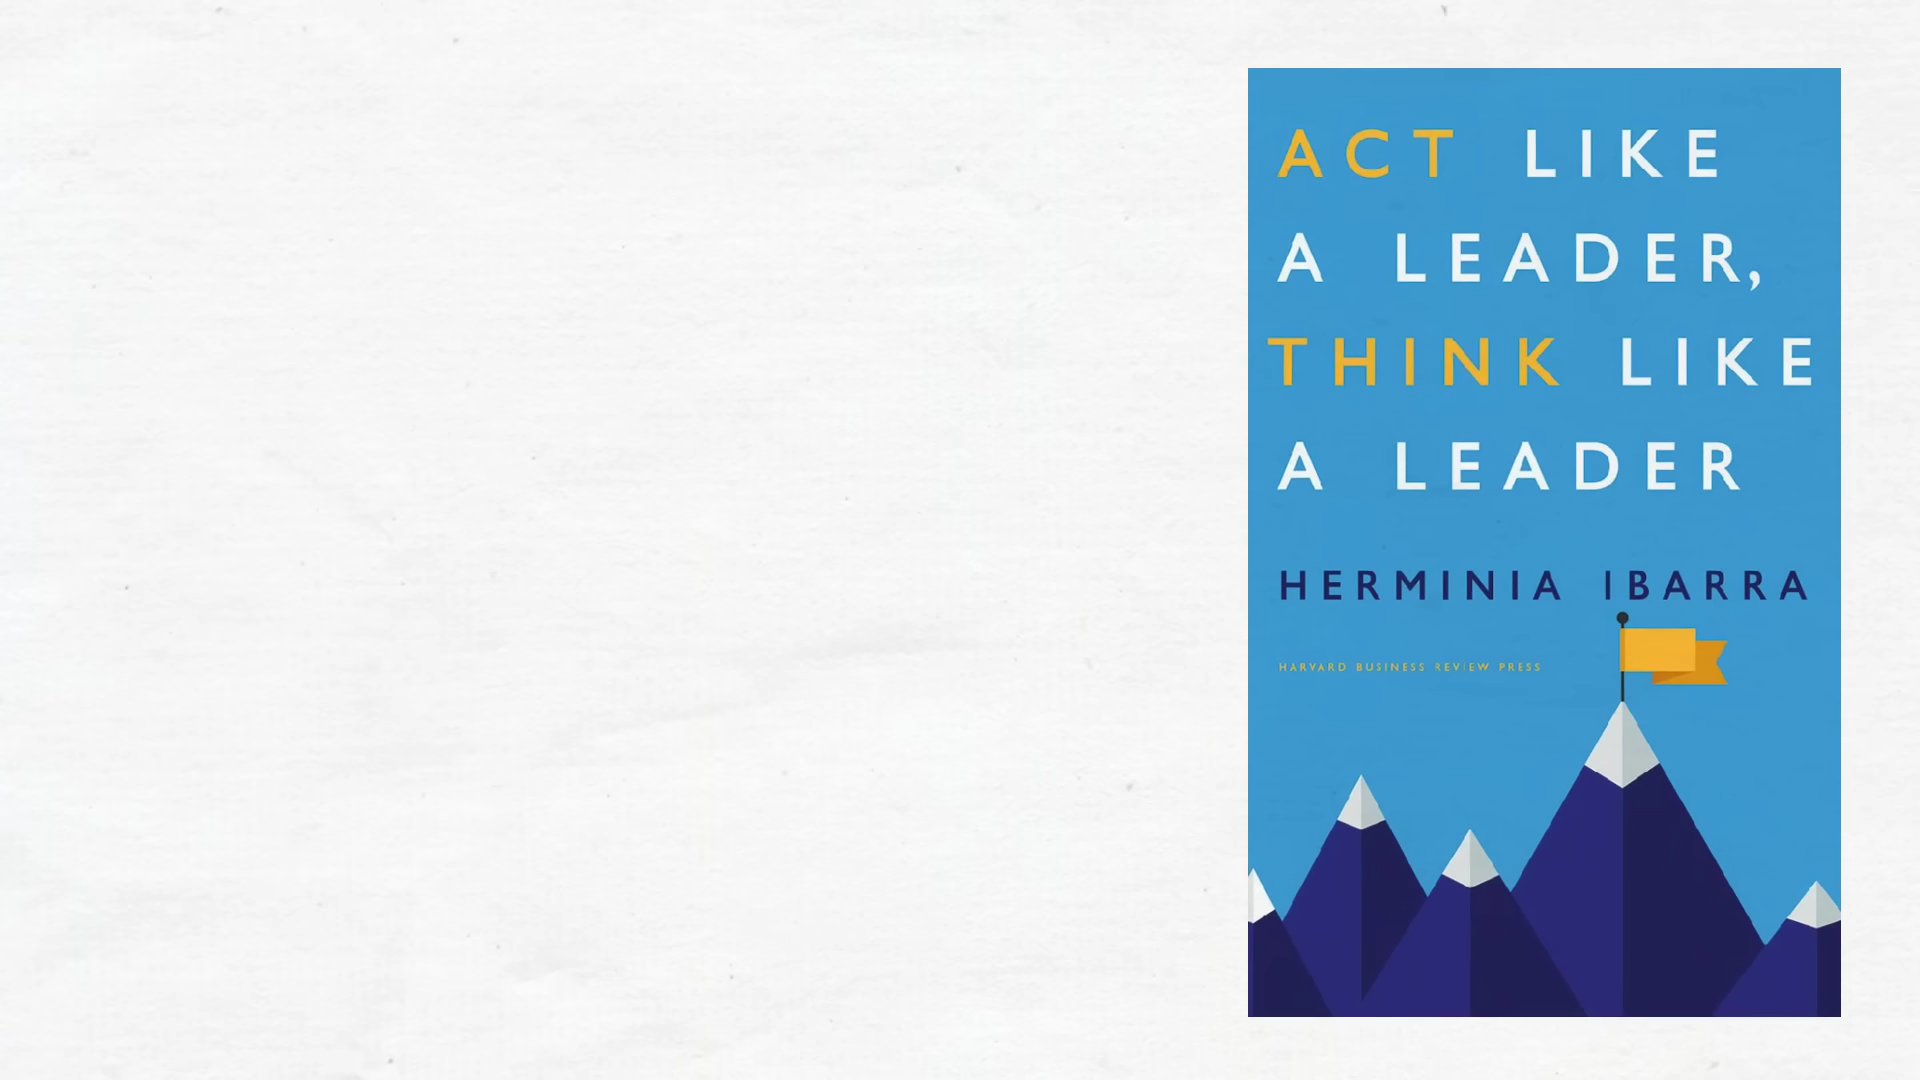 ACT LIKE
A LEADER,
THINK LIKE
A LEADER
HERMINIA IBARRA
HARVARD BUSINESS REVIEW PRESS